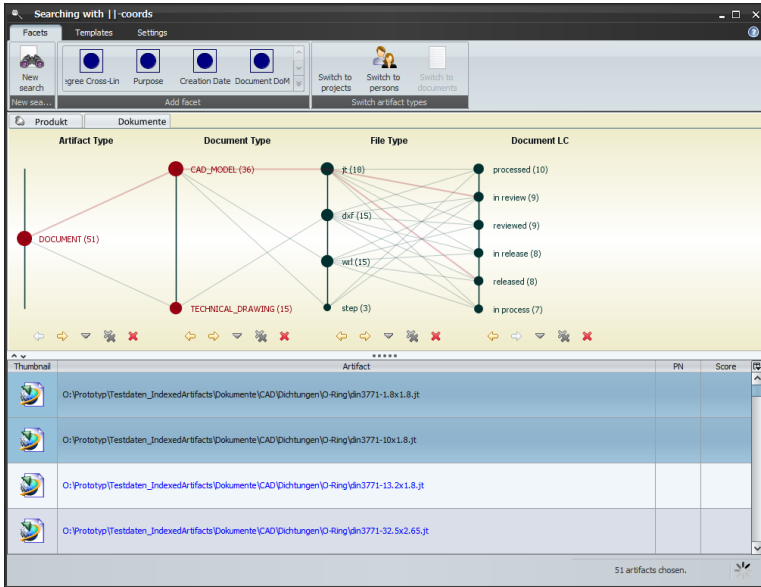 Searching with ||-coords
Facets Templates Settings
New search
egree Cross-Lin Purpose Creation Date Document DoM
Switch to projects Switch to persons Switch to documents
New sea... Add facet Switch artifact types
Produkt Dokumente
Artifact Type Document Type File Type Document LC
CAD_MODEL (36) jt (18) processed (10)
in review (9)
dxf (15) reviewed (9)
DOCUMENT (51)
wrl (15) in release (8)
released (8)
TECHNICAL_DRAWING (15) step (3) in process (7)
Thumbnail Artifact PN Score
O:\Prototyp\Testdaten_IndexedArtifacts\Dokumente\CAD\Dichtungen\O-Ring\din3771-1.8x1.8.jt
O:\Prototyp\Testdaten_IndexedArtifacts\Dokumente\CAD\Dichtungen\O-Ring\din3771-10x1.8.jt
O:\Prototyp\Testdaten_IndexedArtifacts\Dokumente\CAD\Dichtungen\O-Ring\din3771-13.2x1.8.jt
O:\Prototyp\Testdaten_IndexedArtifacts\Dokumente\CAD\Dichtungen\O-Ring\din3771-32.5x2.65.jt
51 artifacts chosen.